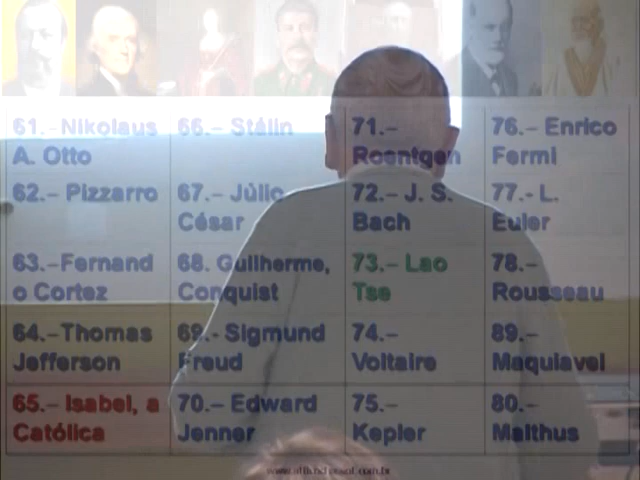 61.- Nikolaus
A. Otto
62.- Pizzarro
63.-Fernand
o Cortez
64.-Thomas
Jefferson
65.- Isabel, a
Católica
66.- Stálin
67.- Júlio
César
68. Guilherme,
Conquist
69.- Sigmund
Freud
70.- Edward
Jenner
71.-
Roentgen
72.- J. S.
Bach
73.- Lao
Tse
74.-
Voltaire
75.-
Kepler
76.- Enrico
Fermi
77.- L.
Euler
78.-
Rousseau
89.-
Maquiavel
80.-
Malthus